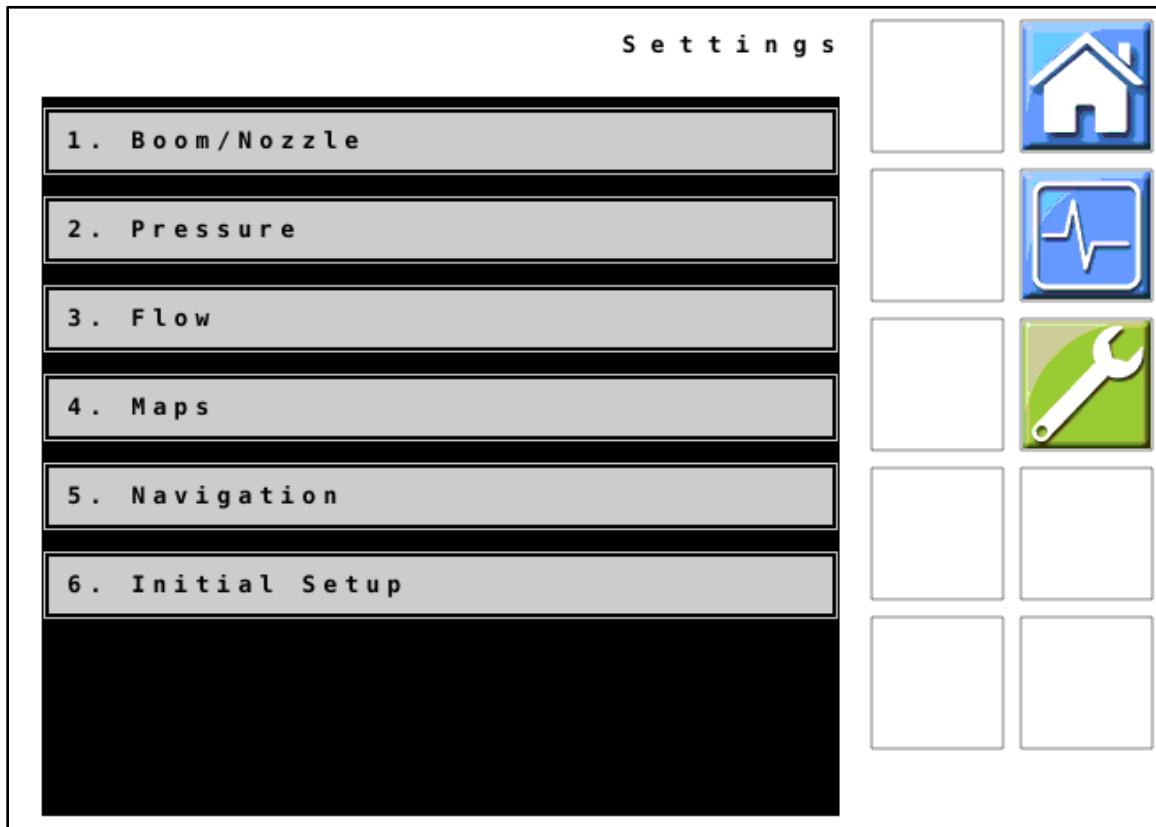 Settings
1. Boom/Nozzle
2. Pressure
3. Flow
4. Maps
5. Navigation
6. Initial Setup